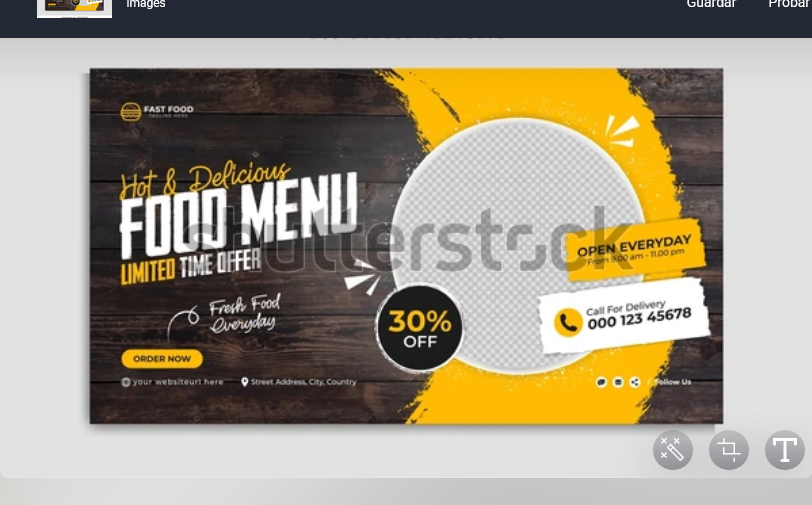 Images
Guardar
Probar
FAST FOOD
TAGLINE HERE
Hot & Delicious
FOOD MENU
LIMITED TIME OFFER
shutterstock
OPEN EVERYDAY
From 9.00 am - 11.00 pm
Call For Delivery
000 123 45678
30%
OFF
Fresh Food
Everyday
ORDER NOW
your websiteurl here
Street Address, City, Country
/ Follow Us
T